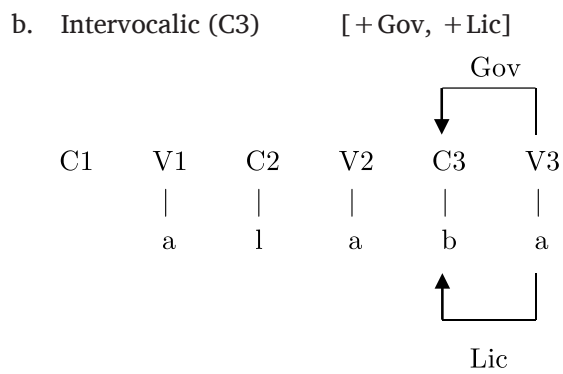 b. Intervocalic (C3) [+Gov, +Lic]
Gov
C1 V1 C2 V2 C3 V3
| | | | |
a l a b a
Lic